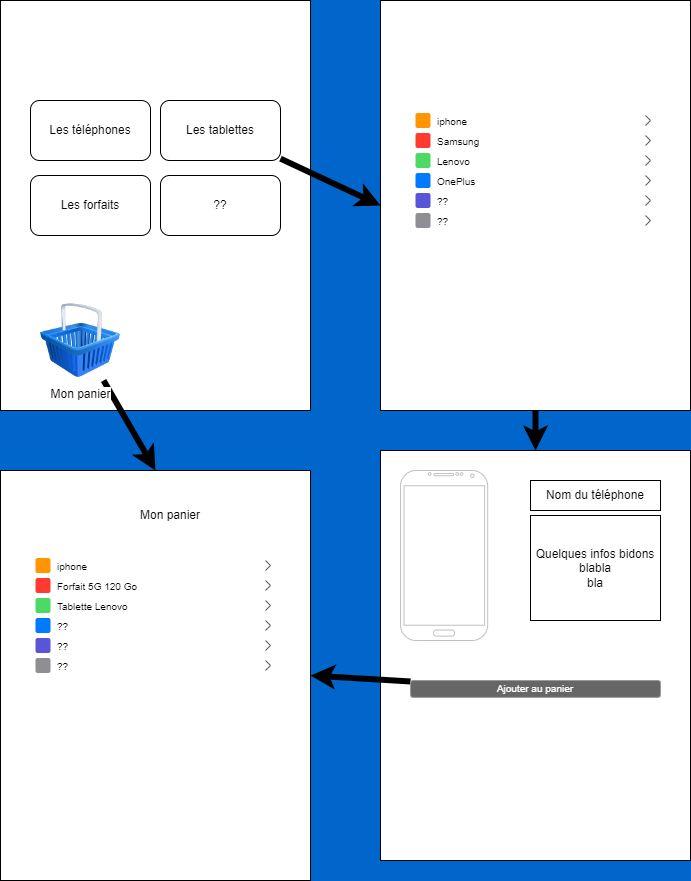 Les téléphones
Les tablettes
Les forfaits
??
Mon panier
iphone
Samsung
Lenovo
OnePlus
??
??
Mon panier
iphone
Forfait 5G 120 Go
Tablette Lenovo
??
??
??
Nom du téléphone
Quelques infos bidons
blabla
bla
Ajouter au panier